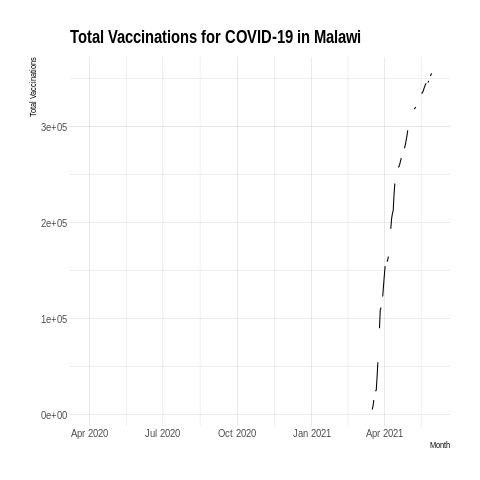 Total Vaccinations for COVID-19 in Malawi
Total Vaccinations
3e+05
2e+05
1e+05
0e+00
Apr 2020
Jul 2020
Oct 2020
Jan 2021
Apr 2021
Month